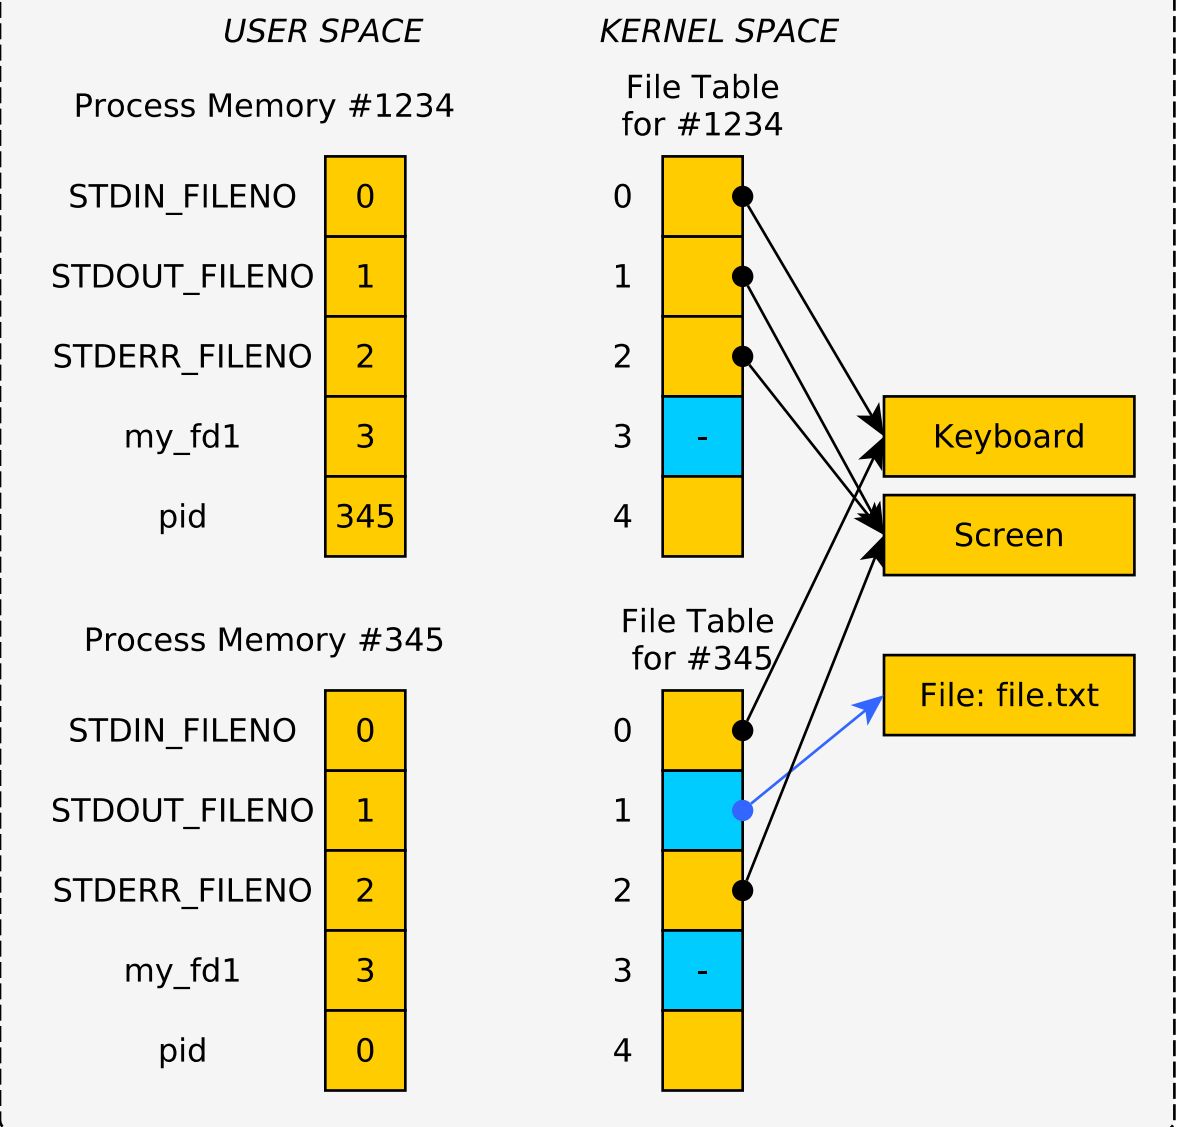 USER SPACE
KERNEL SPACE
Process Memory #1234
File Table
for #1234
STDIN_FILENO 0
STDOUT_FILENO 1
STDERR_FILENO 2
my_fd1 3
pid 345
0
1
2
3 -
4
Keyboard
Screen
File: file.txt
Process Memory #345
File Table
for #345
STDIN_FILENO 0
STDOUT_FILENO 1
STDERR_FILENO 2
my_fd1 3
pid 0
0
1
2
3 -
4